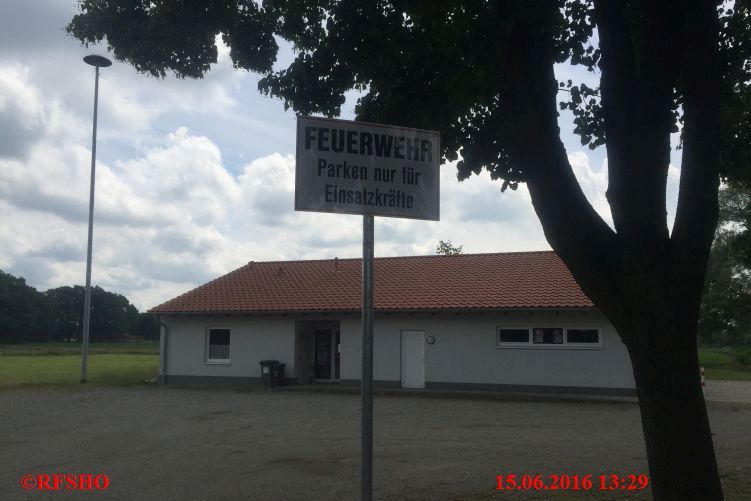 FEUERWEHR
Parken nur für
Einsatzkräfte
©RFSHO
15.06.2016 13:29